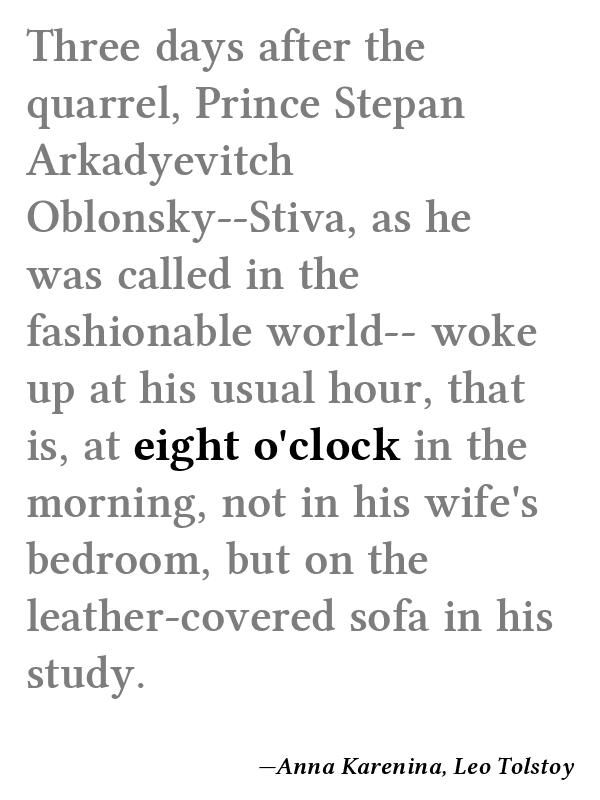 Three days after the
quarrel, Prince Stepan
Arkadyevitch
Oblonsky--Stiva, as he
was called in the
fashionable world-- woke
up at his usual hour, that
is, at eight o'clock in the
morning, not in his wife's
bedroom, but on the
leather-covered sofa in his
study.
—Anna Karenina, Leo Tolstoy